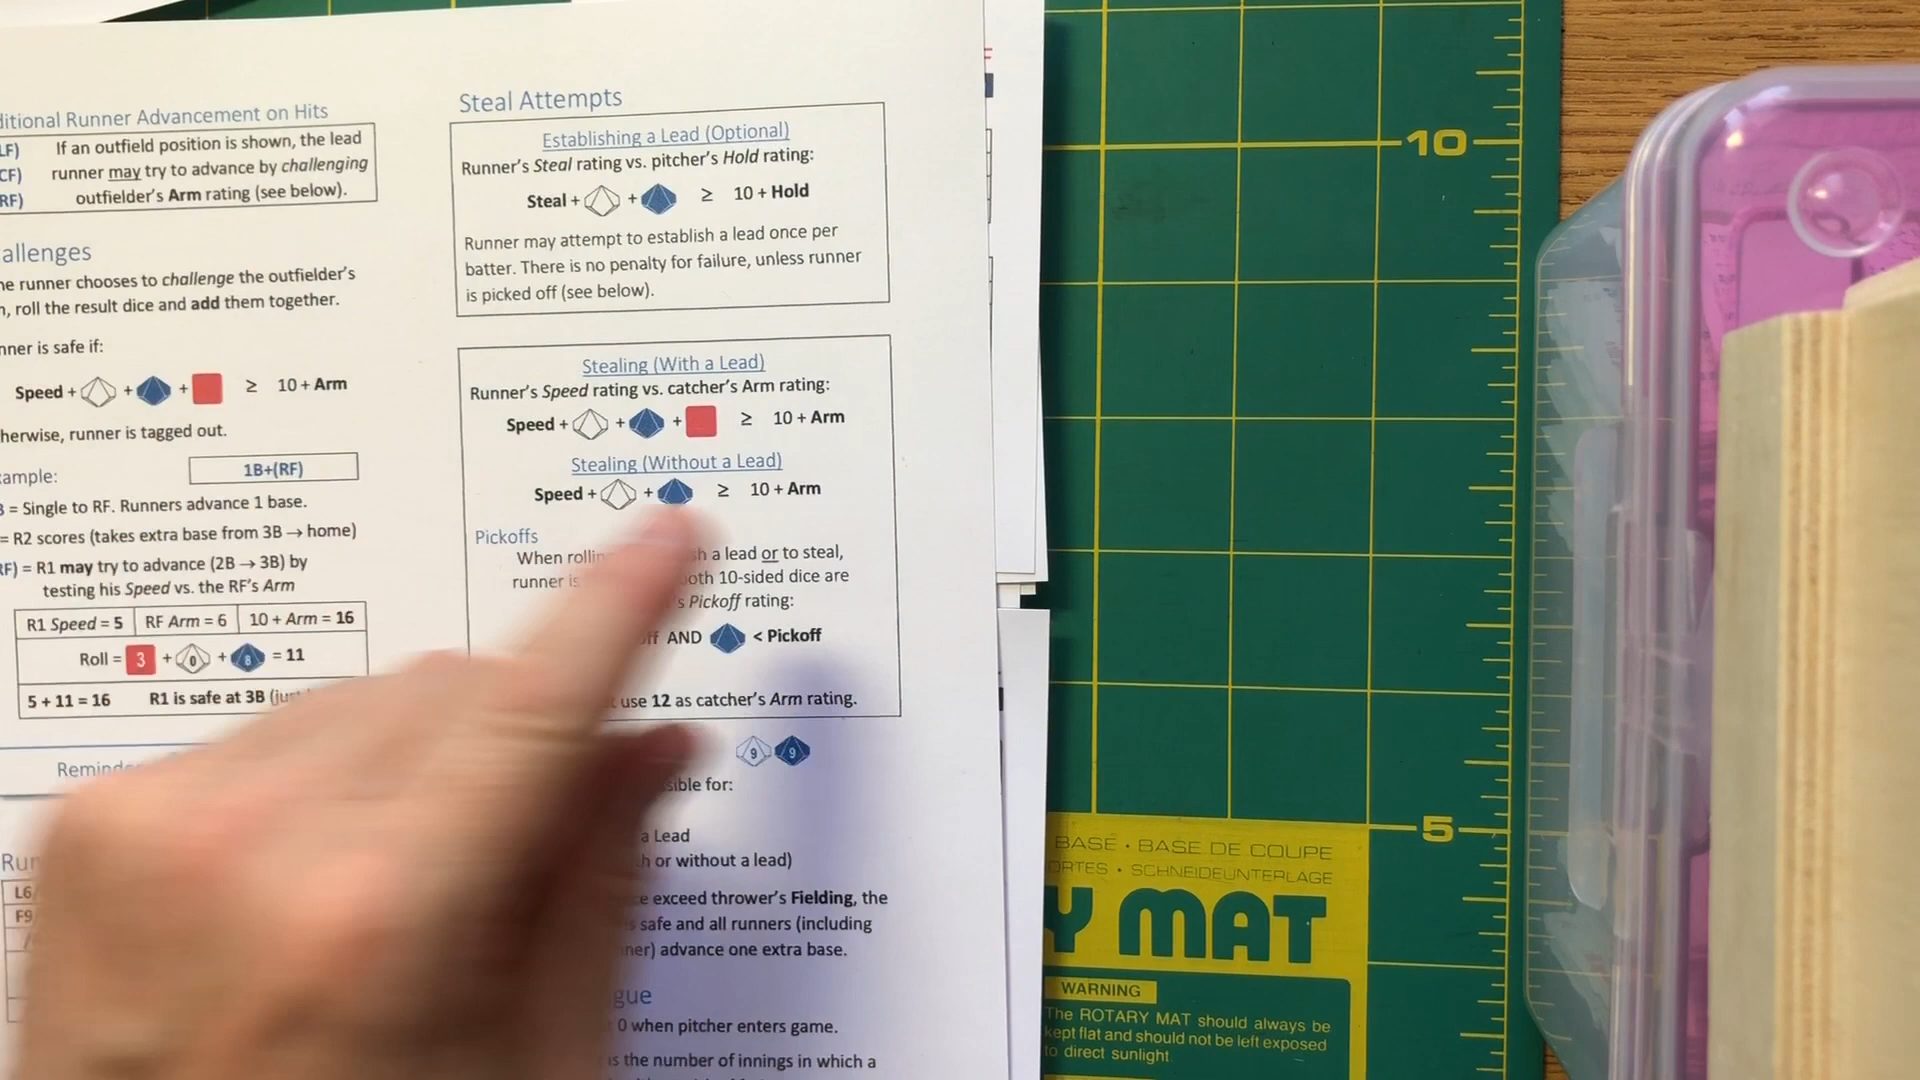 ditional Runner Advancement on Hits
LF) If an outfield position is shown, the lead
CF) runner may try to advance by challenging
RF) outfielder's Arm rating (see below).
allenges
ne runner chooses to challenge the outfielder's
, roll the result dice and add them together.
nner is safe if:
Speed + + + ≥ 10 + Arm
herwise, runner is tagged out.
ample: 1B+(RF)
= Single to RF. Runners advance 1 base.
= R2 scores (takes extra base from 3B → home)
RF) = R1 may try to advance (2B → 3B) by
testing his Speed vs. the RF's Arm
R1 Speed = 5 RF Arm = 6 10 + Arm = 16
Roll = 3 + 0 + 8 = 11
5 + 11 = 16 R1 is safe at 3B (jus
Reminde
Run
L6
F9
Steal Attempts
Establishing a Lead (Optional)
Runner's Steal rating vs. pitcher's Hold rating:
Steal + + ≥ 10 + Hold
Runner may attempt to establish a lead once per
batter. There is no penalty for failure, unless runner
is picked off (see below).
Stealing (With a Lead)
Runner's Speed rating vs. catcher's Arm rating:
Speed + + + ≥ 10 + Arm
Stealing (Without a Lead)
Speed + + ≥ 10 + Arm
Pickoffs
When rollin sh a lead or to steal,
runner is oth 10-sided dice are
's Pickoff rating:
ff AND < Pickoff
use 12 as catcher's Arm rating.
9 9
sible for:
a Lead
h or without a lead)
e exceed thrower's Fielding, the
s safe and all runners (including
ner) advance one extra base.
gue
0 when pitcher enters game.
is the number of innings in which a
10
5
BASE • BASE DE COUPE
ORTES • SCHNEIDEUNTERLAGE
Y MAT
WARNING
The ROTARY MAT should always be
kept flat and should not be left exposed
to direct sunlight